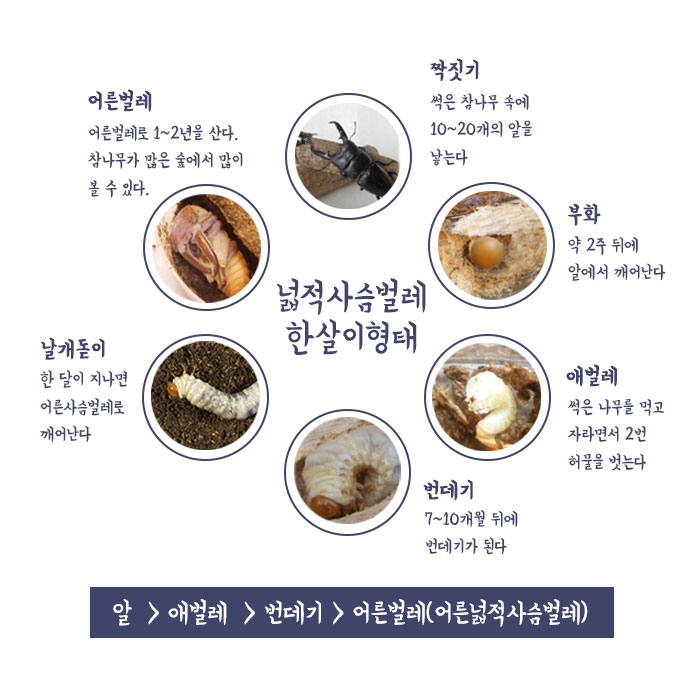 짝짓기
썩은 참나무 속에
10~20개의 알을
낳는다
어른벌레
어른벌레로 1~2년을 산다.
참나무가 많은 숲에서 많이
볼 수 있다.
부화
약 2주 뒤에
알에서 깨어난다
넓적사슴벌레
한살이형태
날개돋이
한 달이 지나면
어른사슴벌레로
깨어난다
애벌레
썩은 나무를 먹고
자라면서 2번
허물을 벗는다
번데기
7~10개월 뒤에
번데기가 된다
알 > 애벌레 > 번데기 > 어른벌레(어른넓적사슴벌레)